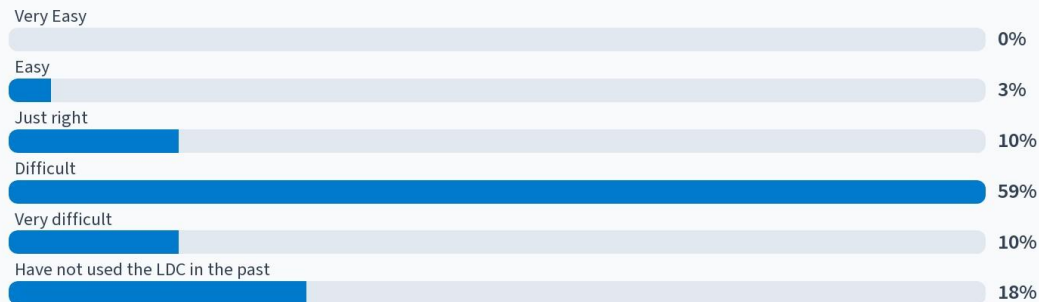 Very Easy
0%
Easy
3%
Just right
10%
Difficult
59%
Very difficult
10%
Have not used the LDC in the past
18%